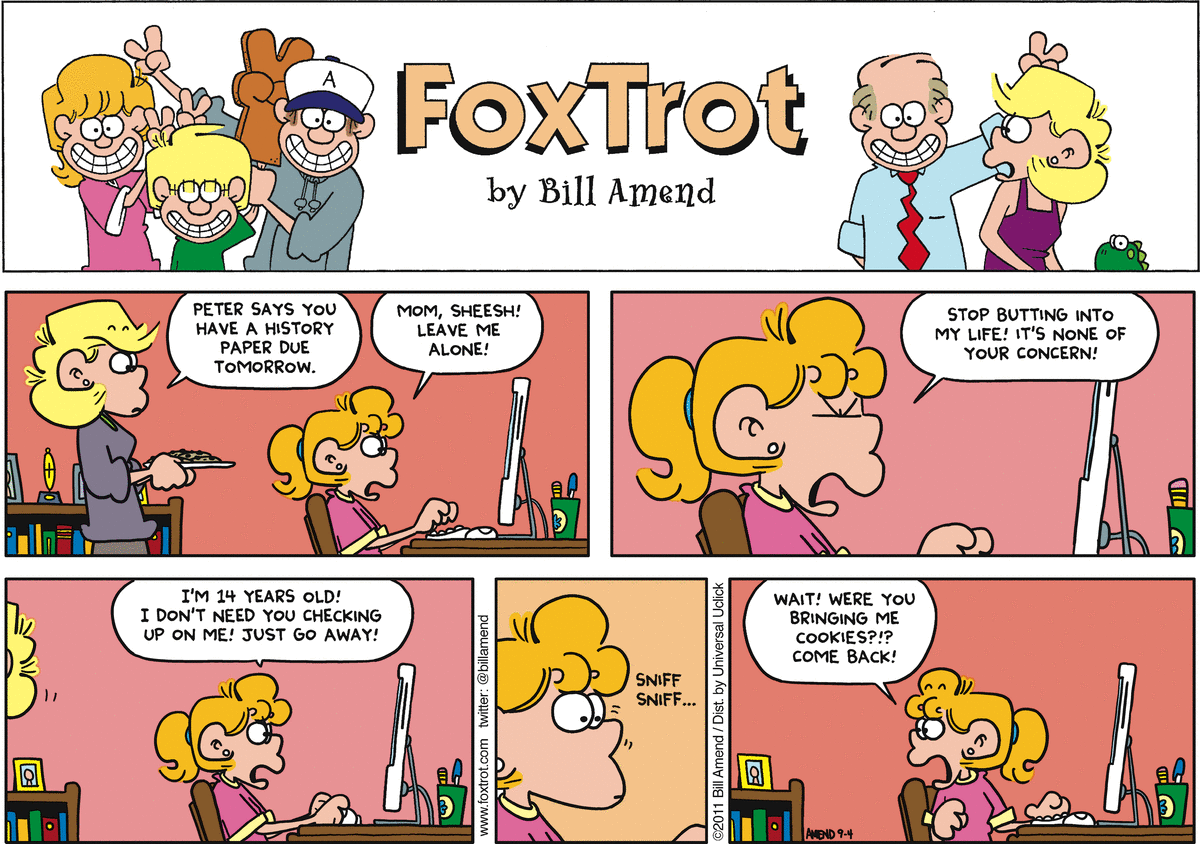 A
FoxTrot
by Bill Amend
PETER SAYS YOU
HAVE A HISTORY
PAPER DUE
TOMORROW.
MOM, SHEESH!
LEAVE ME
ALONE!
STOP BUTTING INTO
MY LIFE! IT'S NONE OF
YOUR CONCERN!
I'M 14 YEARS OLD!
I DON'T NEED YOU CHECKING
UP ON ME! JUST GO AWAY!
www.foxtrot.com twitter: @billamend
SNIFF
SNIFF...
©2011 Bill Amend / Dist. by Universal Uclick
WAIT! WERE YOU
BRINGING ME
COOKIES?!?
COME BACK!
AMEND 9-4